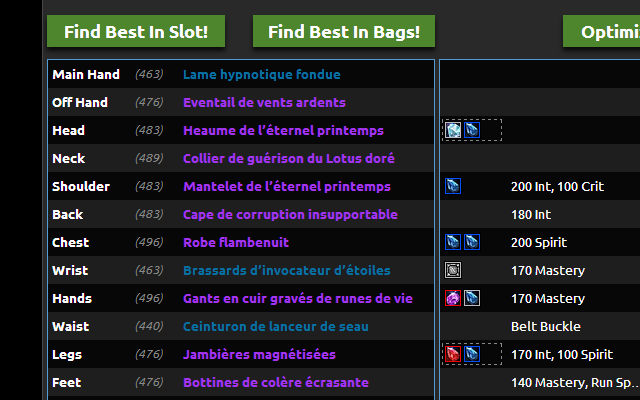 Find Best In Slot! Find Best In Bags! Optimi
Main Hand (463) Lame hypnotique fondue
Off Hand (476) Eventail de vents ardents
Head (483) Heaume de l’éternel printemps
Neck (489) Collier de guérison du Lotus doré
Shoulder (483) Mantelet de l’éternel printemps 200 Int, 100 Crit
Back (483) Cape de corruption insupportable 180 Int
Chest (496) Robe flambenuit 200 Spirit
Wrist (463) Brassards d’invocateur d’étoiles 170 Mastery
Hands (496) Gants en cuir gravés de runes de vie 170 Mastery
Waist (440) Ceinturon de lanceur de seau Belt Buckle
Legs (476) Jambières magnétisées 170 Int, 100 Spirit
Feet (476) Bottines de colère écrasante 140 Mastery, Run Sp...